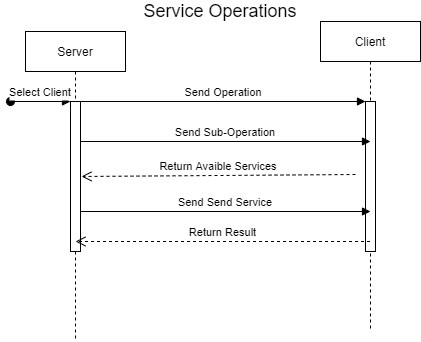 Service Operations
Server
Client
Select Client
Send Operation
Send Sub-Operation
Return Avaible Services
Send Send Service
Return Result